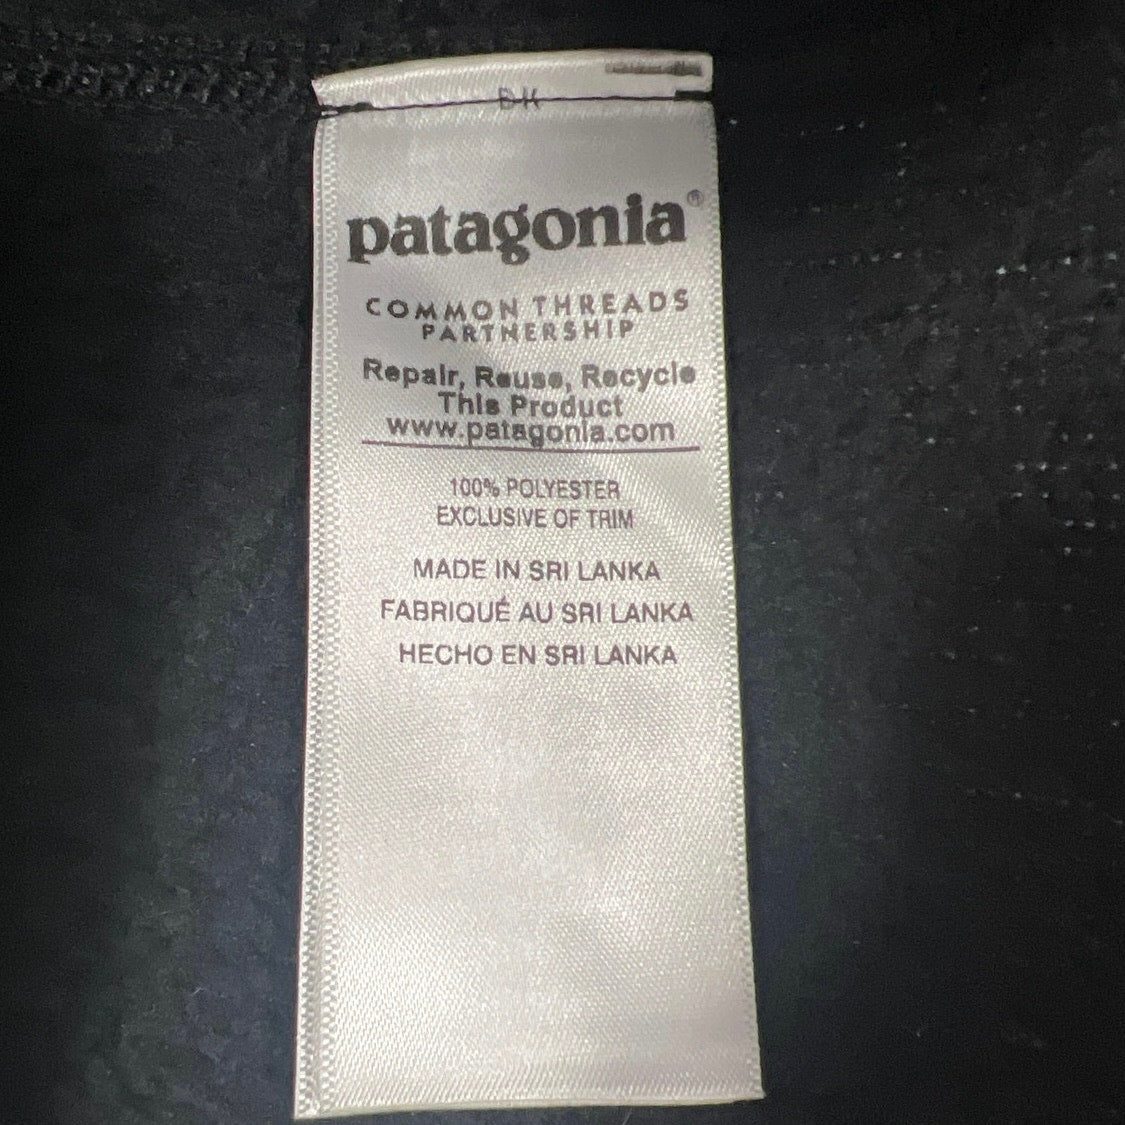 patagonia®
COMMON THREADS
PARTNERSHIP
Repair, Reuse, Recycle
This Product
www.patagonia.com
100% POLYESTER
EXCLUSIVE OF TRIM
MADE IN SRI LANKA
FABRIQUÉ AU SRI LANKA
HECHO EN SRI LANKA